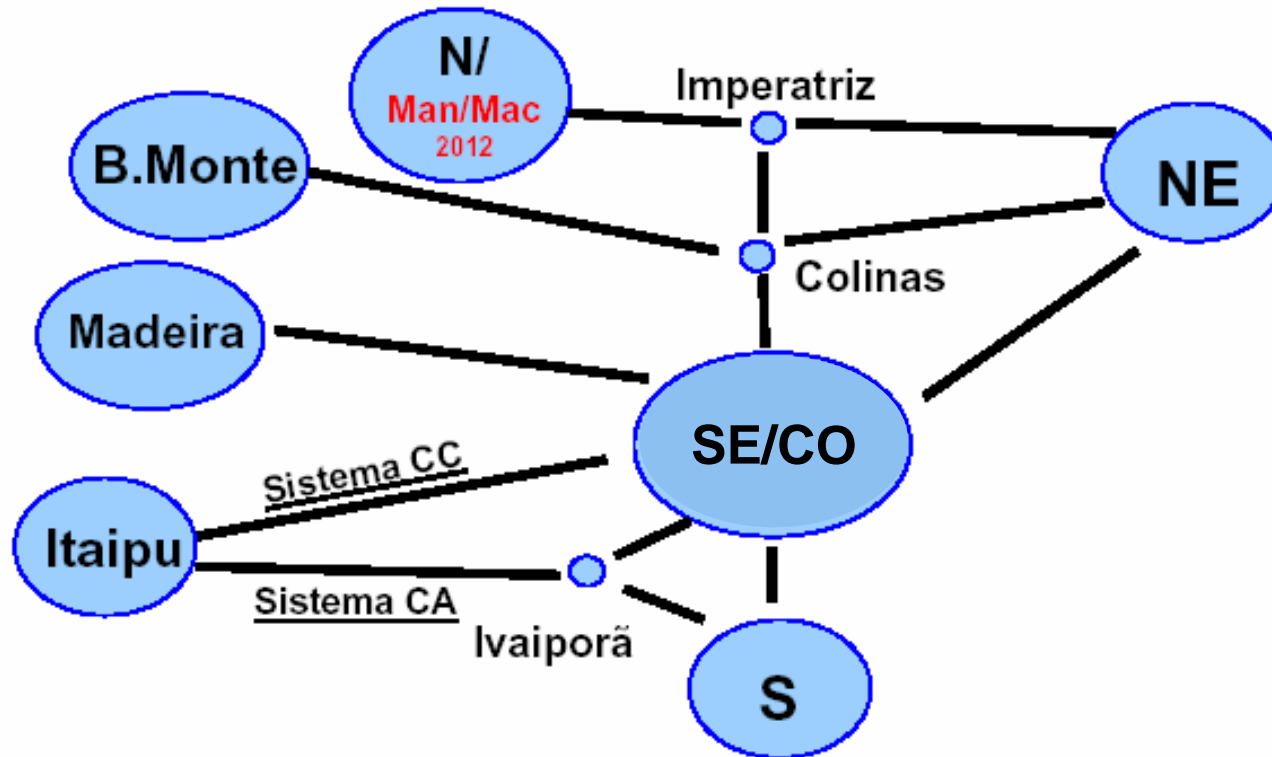 N/
Man/Mac
2012
Imperatriz
B.Monte
NE
Colinas
Madeira
SE/CO
Sistema CC
Itaipu
Sistema CA
Ivaiporã
S